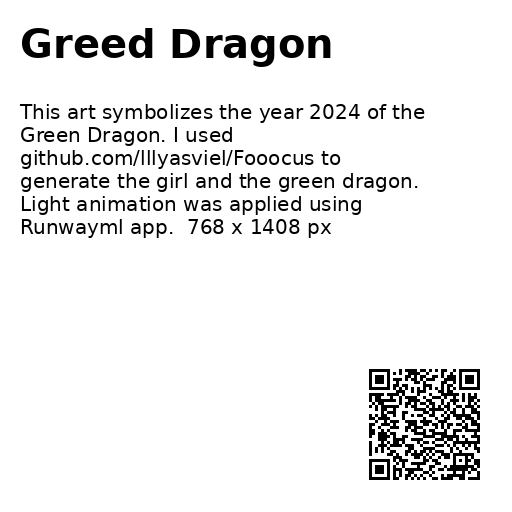 Greed Dragon
This art symbolizes the year 2024 of the
Green Dragon. I used
github.com/lllyasviel/Fooocus to
generate the girl and the green dragon.
Light animation was applied using
Runwayml app.  768 x 1408 px